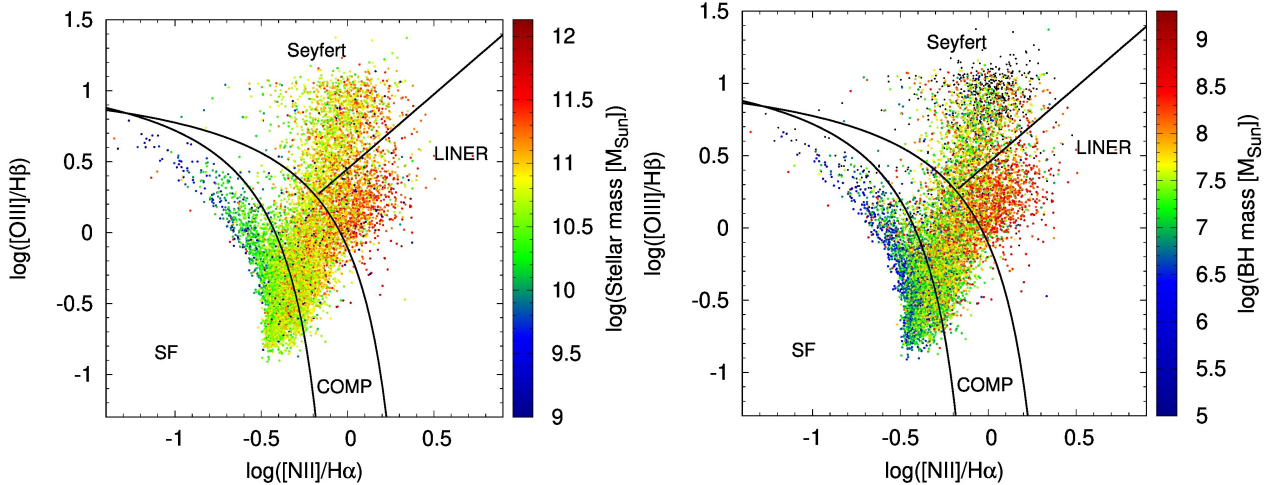 1.5
1
0.5
0
-0.5
-1
-1
-0.5
0
0.5
log([OIII]/Hβ)
log([NII]/Hα)
Seyfert
LINER
SF
COMP
12
11.5
11
10.5
10
9.5
9
log(Stellar mass [M_Sun])
1.5
1
0.5
0
-0.5
-1
-1
-0.5
0
0.5
log([OIII]/Hβ)
log([NII]/Hα)
Seyfert
LINER
SF
COMP
9
8.5
8
7.5
7
6.5
6
5.5
5
log(BH mass [M_Sun])